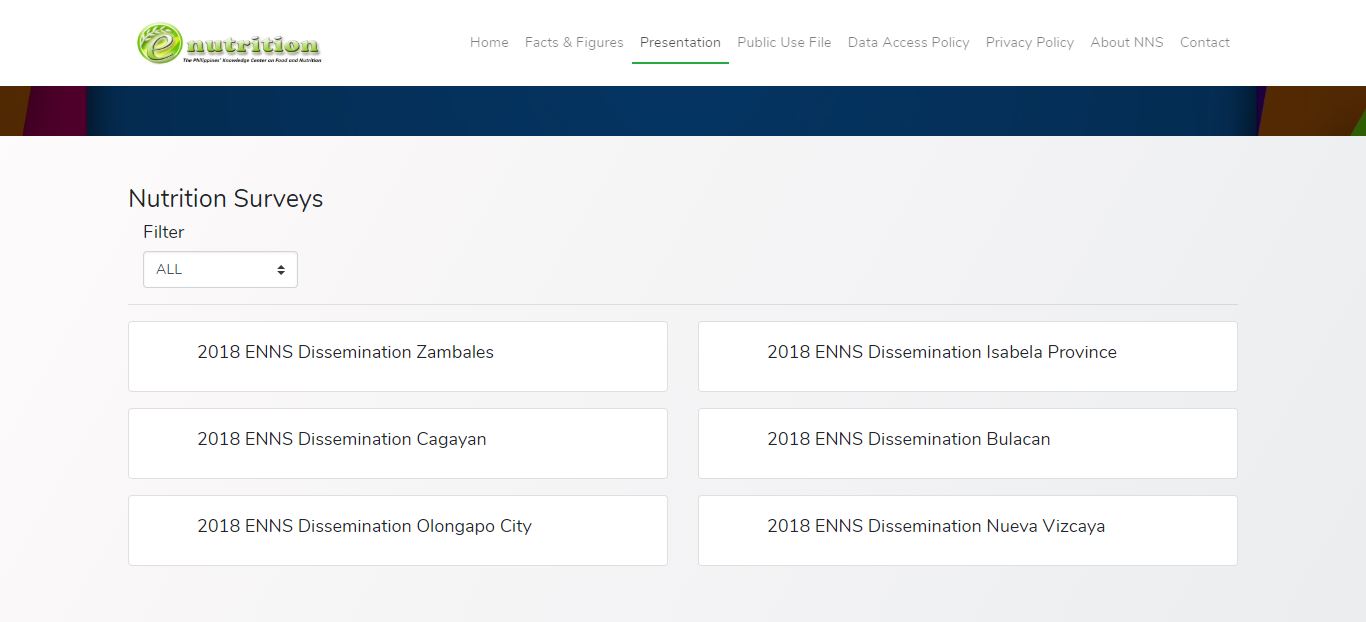 e nutrition
The Philippines' Knowledge Center on Food and Nutrition
Home Facts & Figures Presentation Public Use File Data Access Policy Privacy Policy About NNS Contact
Nutrition Surveys
Filter
ALL
2018 ENNS Dissemination Zambales
2018 ENNS Dissemination Isabela Province
2018 ENNS Dissemination Cagayan
2018 ENNS Dissemination Bulacan
2018 ENNS Dissemination Olongapo City
2018 ENNS Dissemination Nueva Vizcaya